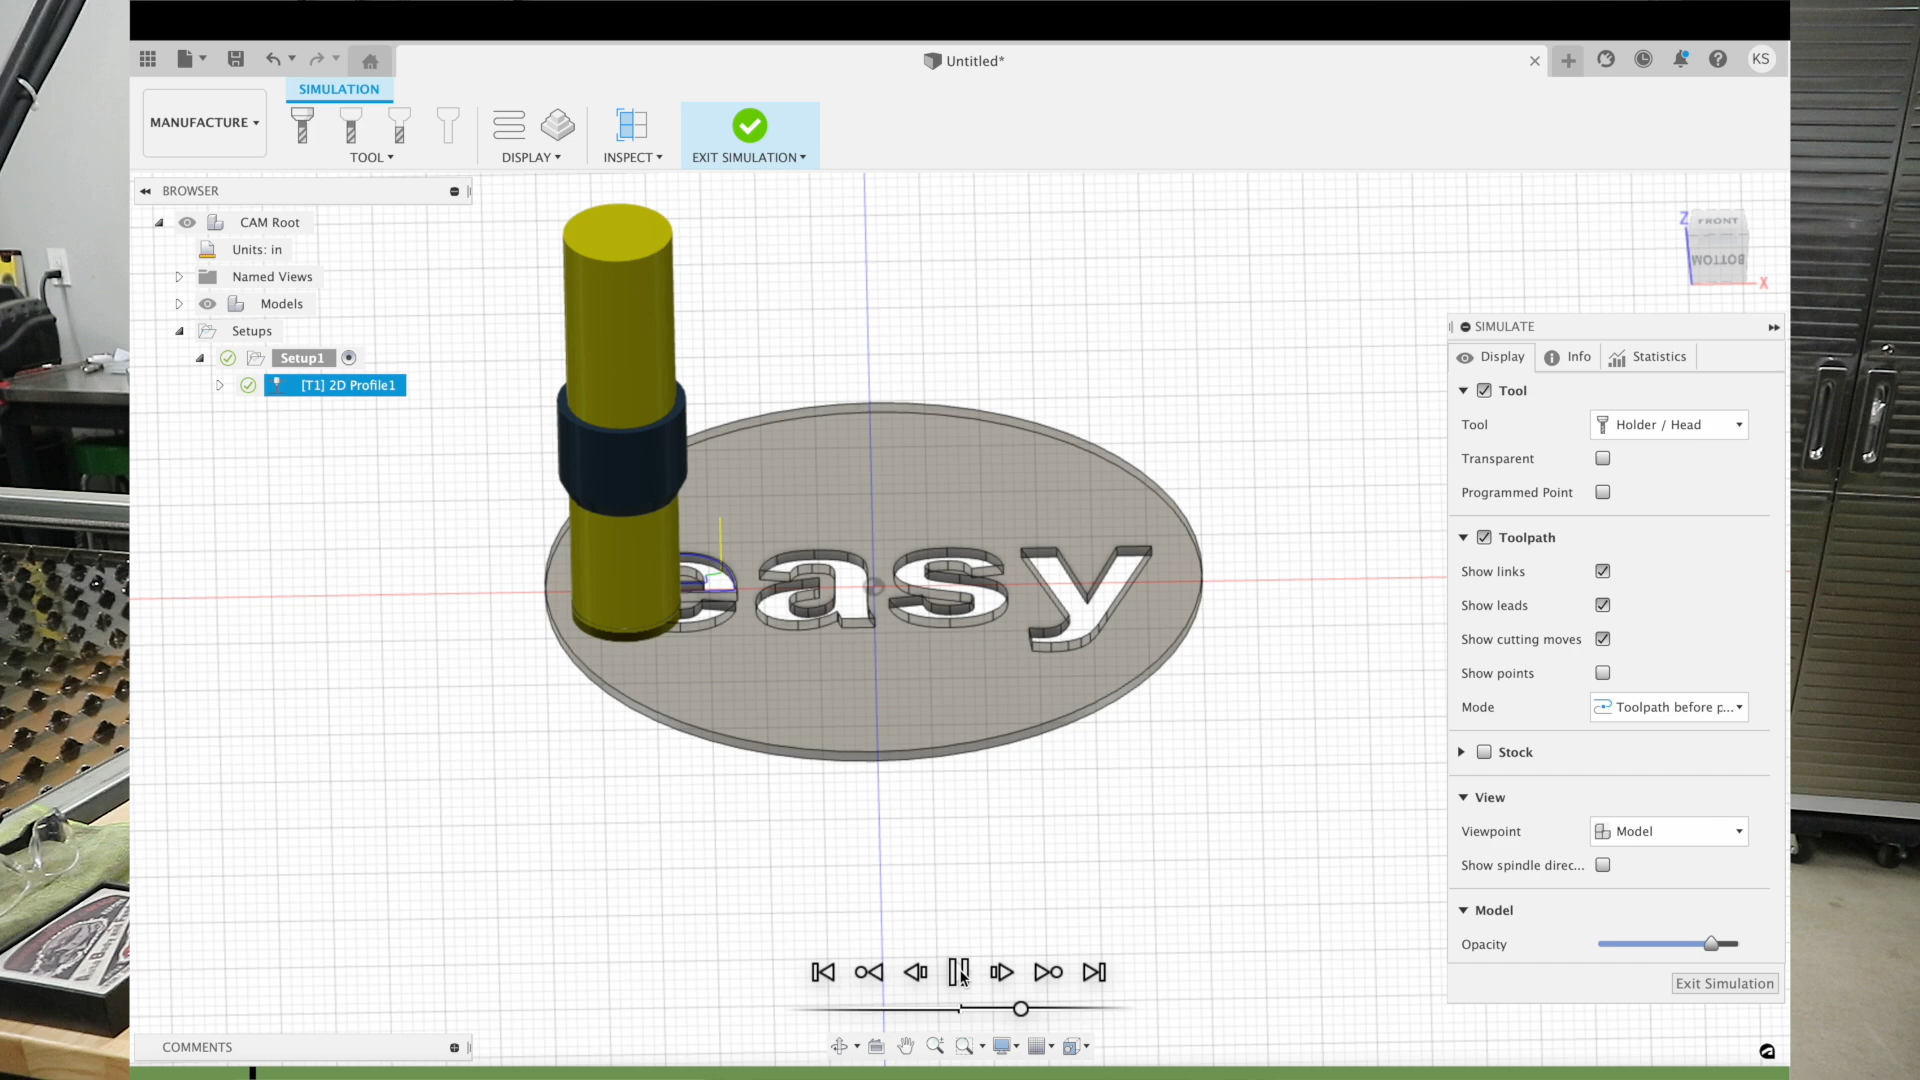 Untitled*
KS
SIMULATION
MANUFACTURE
TOOL
DISPLAY
INSPECT
EXIT SIMULATION
BROWSER
CAM Root
Units: in
Named Views
Models
Setups
Setup1
[T1] 2D Profile1
easy
Z
FRONT
BOTTOM
X
SIMULATE
Display
Info
Statistics
Tool
Tool
Holder / Head
Transparent
Programmed Point
Toolpath
Show links
Show leads
Show cutting moves
Show points
Mode
Toolpath before p...
Stock
View
Viewpoint
Model
Show spindle direc...
Model
Opacity
Exit Simulation
COMMENTS